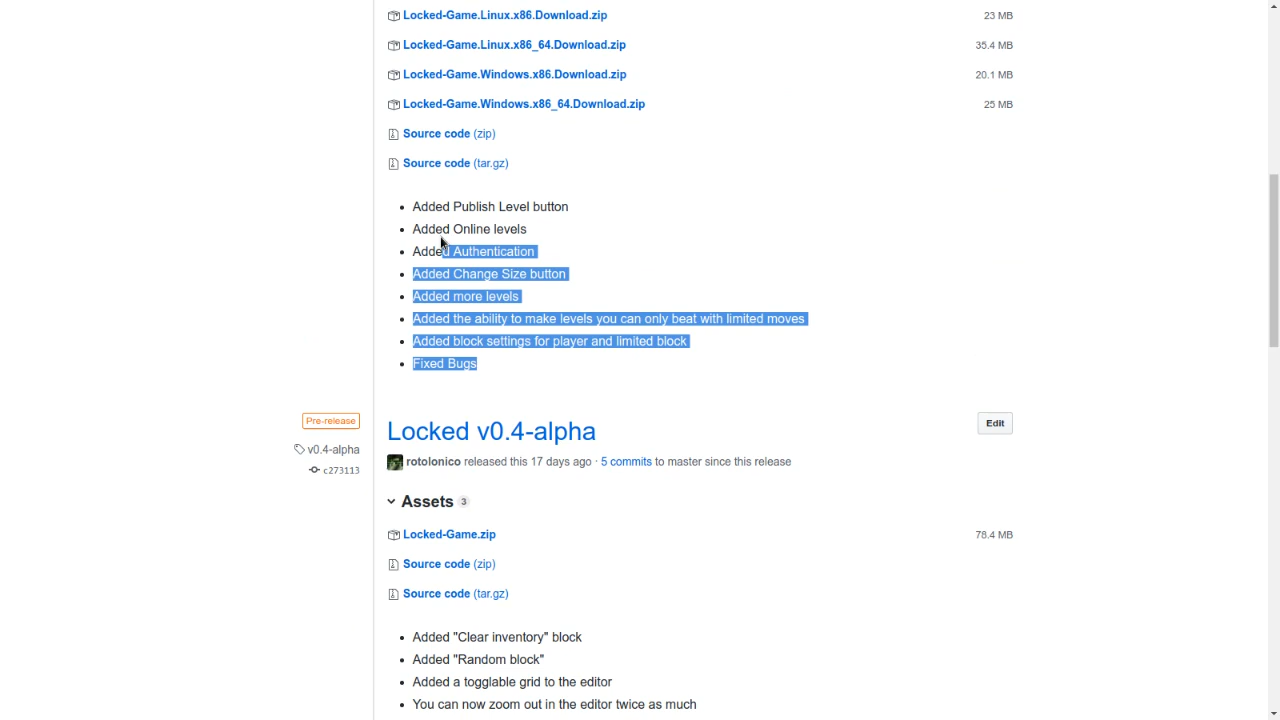 Locked-Game.Linux.x86.Download.zip 23 MB
Locked-Game.Linux.x86_64.Download.zip 35.4 MB
Locked-Game.Windows.x86.Download.zip 20.1 MB
Locked-Game.Windows.x86_64.Download.zip 25 MB
Source code (zip)
Source code (tar.gz)
Added Publish Level button
Added Online levels
Added Authentication
Added Change Size button
Added more levels
Added the ability to make levels you can only beat with limited moves
Added block settings for player and limited block
Fixed Bugs
Pre-release
v0.4-alpha
c273113
Locked v0.4-alpha
Edit
rotolonico released this 17 days ago · 5 commits to master since this release
Assets 3
Locked-Game.zip 78.4 MB
Source code (zip)
Source code (tar.gz)
Added "Clear inventory" block
Added "Random block"
Added a togglable grid to the editor
You can now zoom out in the editor twice as much